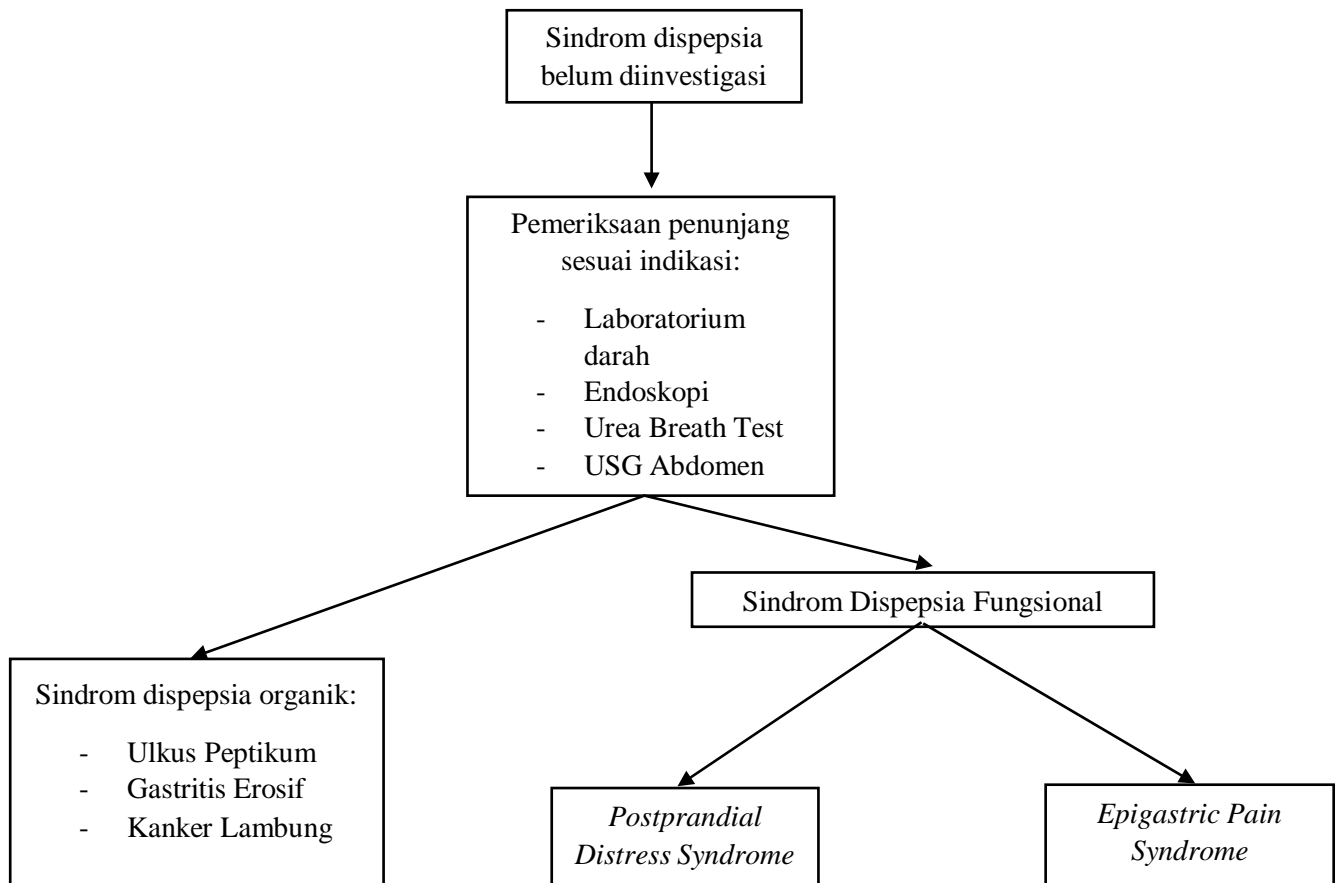 Sindrom dispepsia
belum diinvestigasi
Pemeriksaan penunjang
sesuai indikasi:
- Laboratorium
darah
- Endoskopi
- Urea Breath Test
- USG Abdomen
Sindrom Dispepsia Fungsional
Sindrom dispepsia organik:
- Ulkus Peptikum
- Gastritis Erosif
- Kanker Lambung
Postprandial
Distress Syndrome
Epigastric Pain
Syndrome